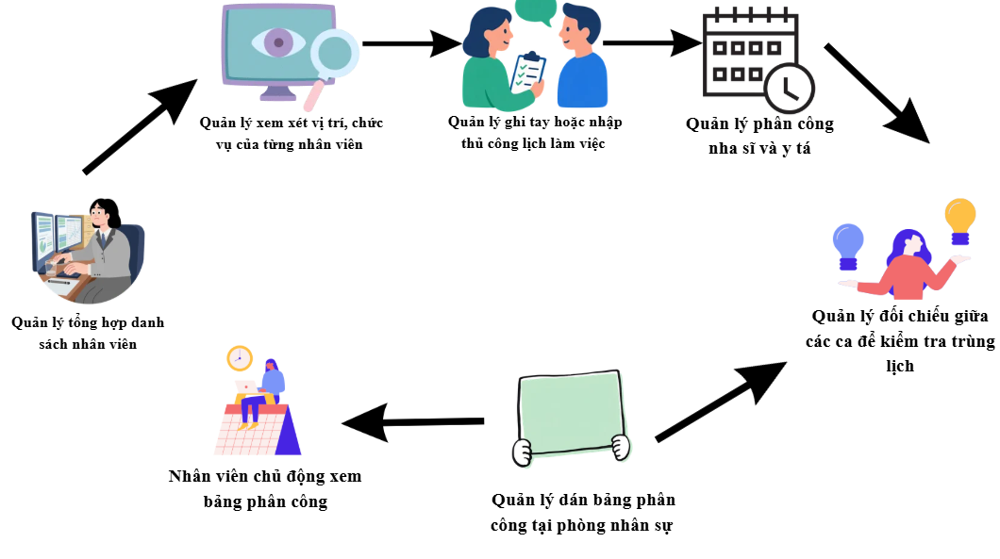 Quản lý xem xét vị trí, chức
vụ của từng nhân viên
Quản lý ghi tay hoặc nhập
thủ công lịch làm việc
Quản lý phân công
nha sĩ và y tá
Quản lý tổng hợp danh
sách nhân viên
Quản lý đối chiếu giữa
các ca để kiểm tra trùng
lịch
Nhân viên chủ động xem
bảng phân công
Quản lý dán bảng phân
công tại phòng nhân sự